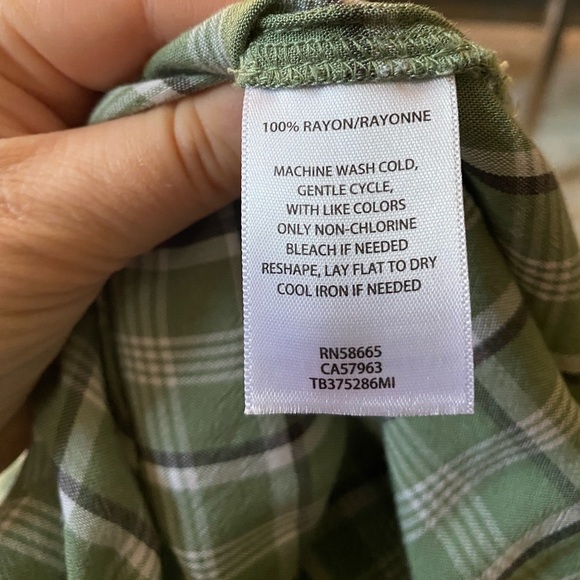 100% RAYON/RAYONNE
MACHINE WASH COLD,
GENTLE CYCLE,
WITH LIKE COLORS
ONLY NON-CHLORINE
BLEACH IF NEEDED
RESHAPE, LAY FLAT TO DRY
COOL IRON IF NEEDED
RN58665
CA57963
TB375286MI